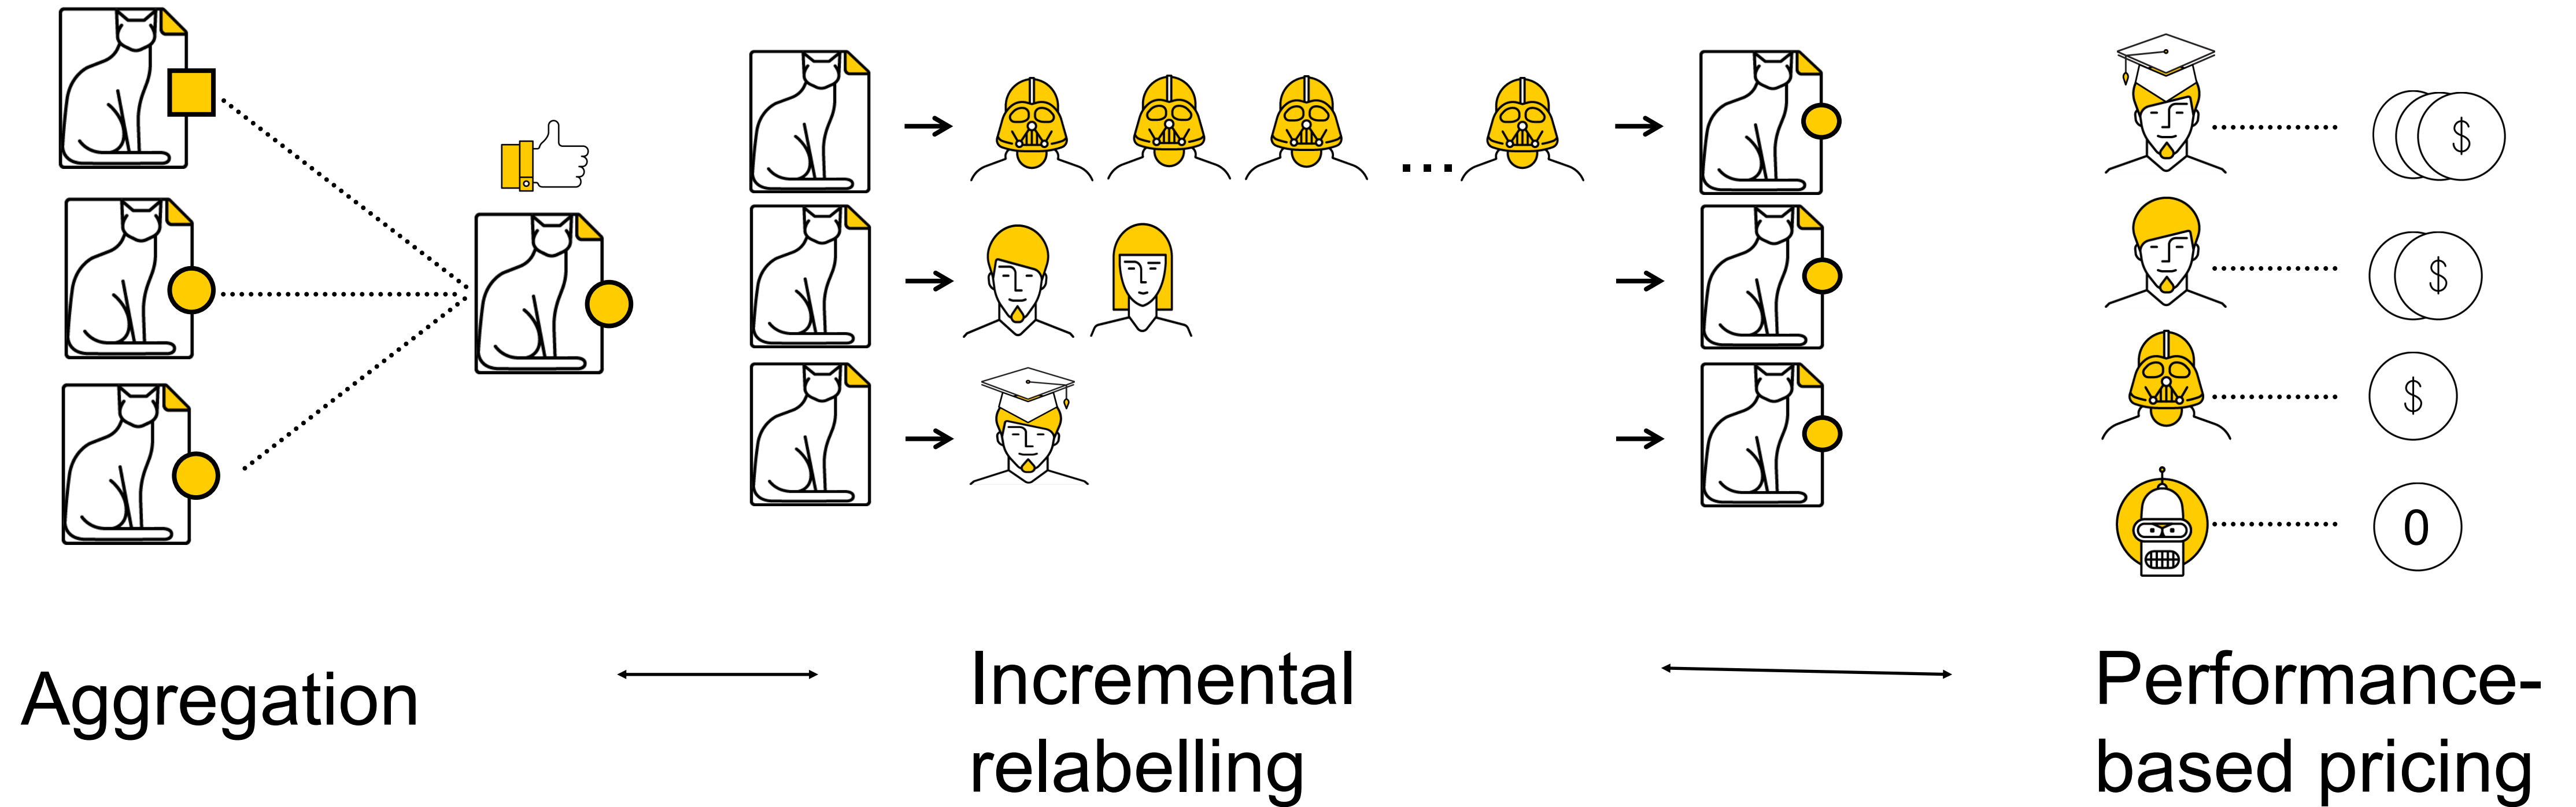 ...
$
$
$
0
Aggregation
Incremental
relabelling
Performance-
based pricing